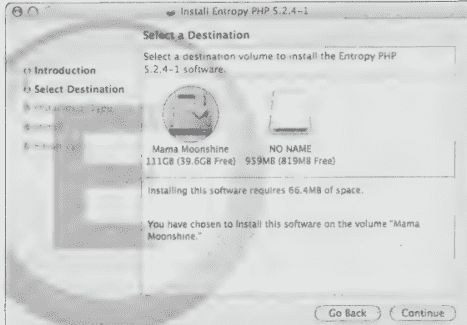 Install Entropy PHP 5.2.4-1
Select a Destination
Select a destination volume to install the Entropy PHP
5.2.4-1 software.
Introduction
Select Destination
Mama Moonshine
111GB (39.6GB Free)
NO NAME
959MB (819MB Free)
Installing this software requires 66.4MB of space.
You have chosen to install this software on the volume "Mama
Moonshine."
Go Back
Continue